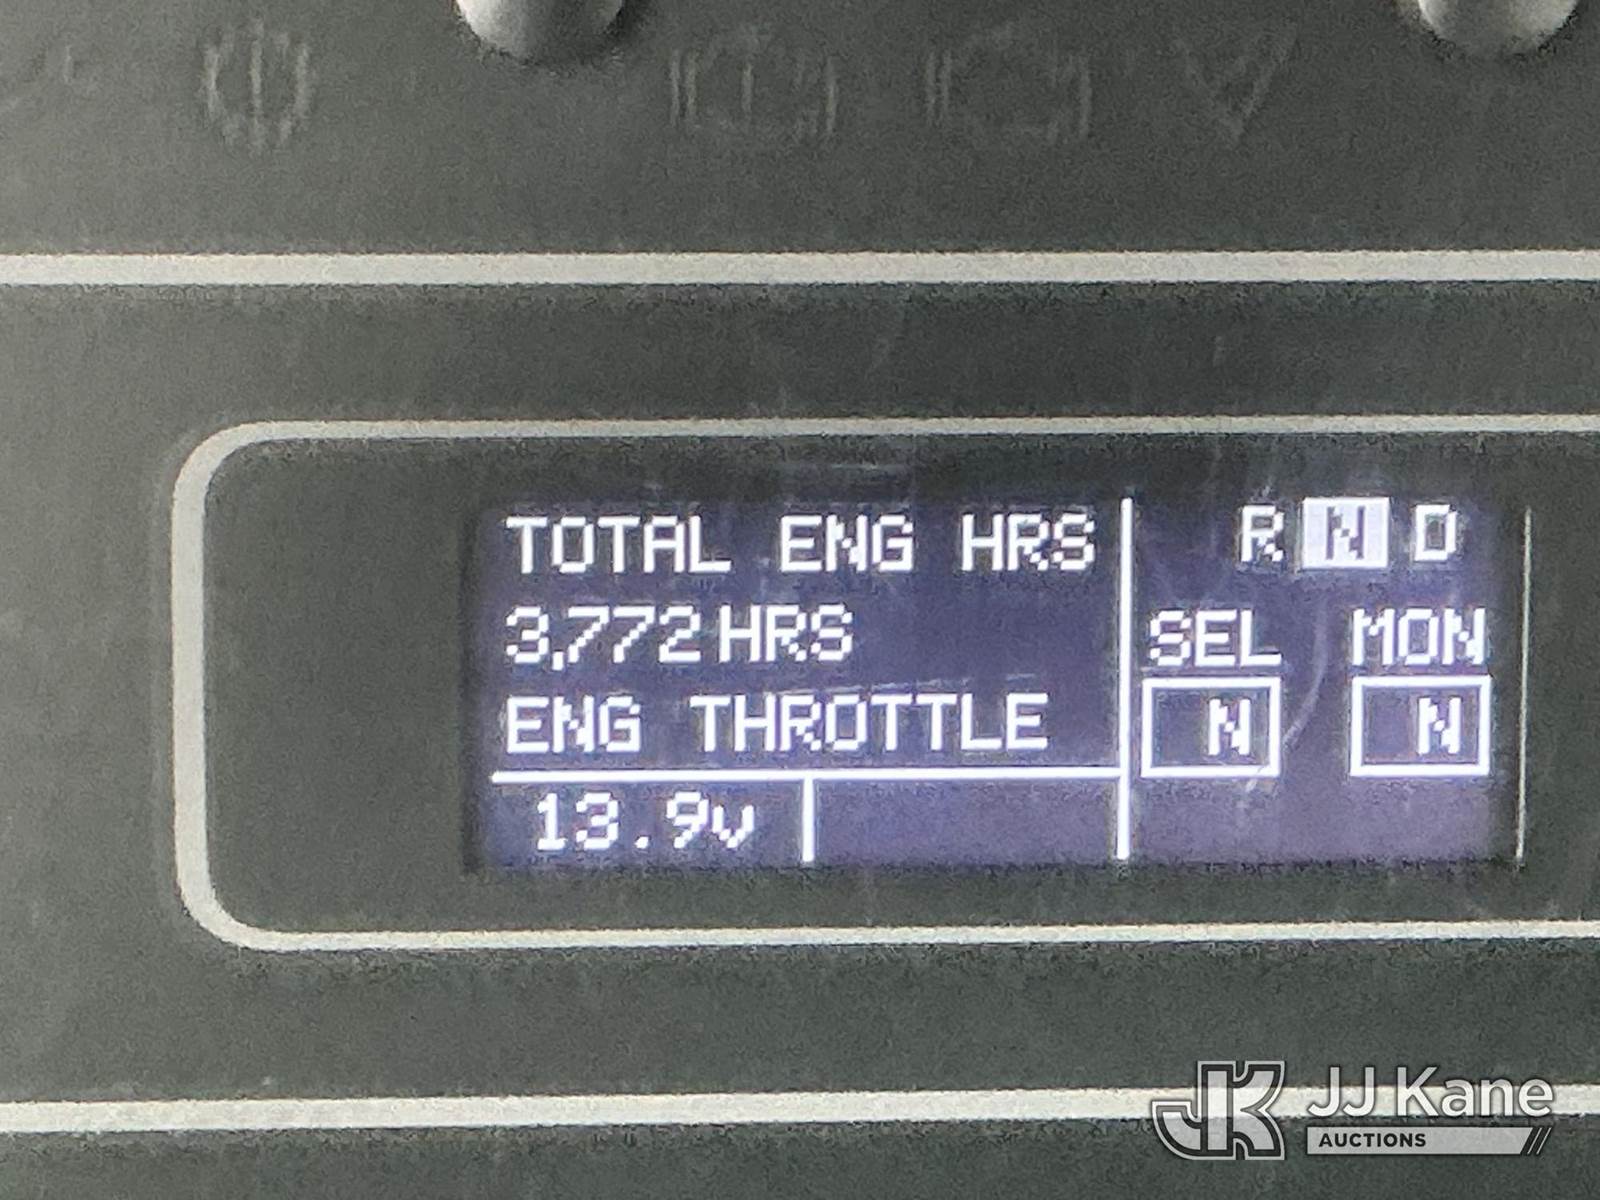 TOTAL ENG HRS
3,772 HRS
ENG THROTTLE
13.9v
R N D
SEL MON
N N
JJ Kane
AUCTIONS